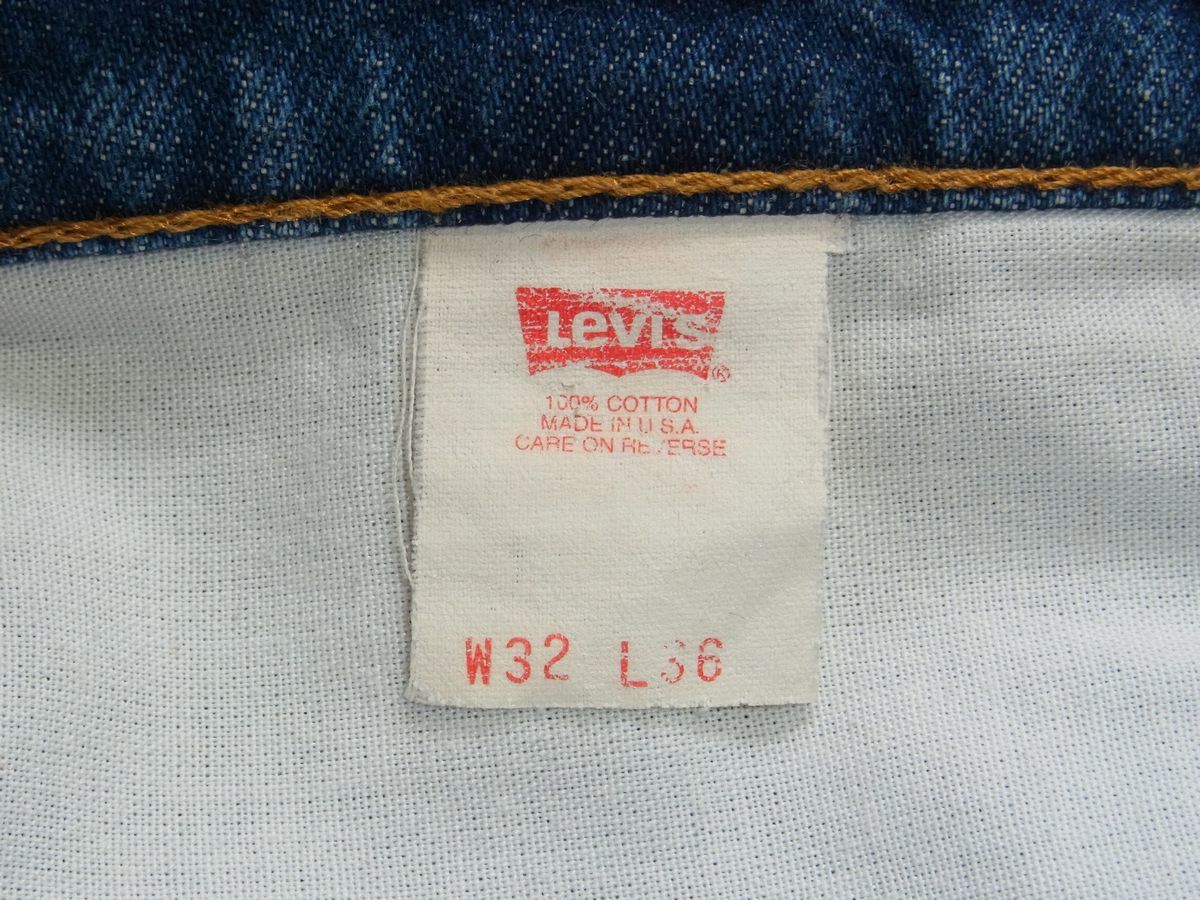 Levi's®
100% COTTON
MADE IN U.S.A.
CARE ON REVERSE
W32 L36